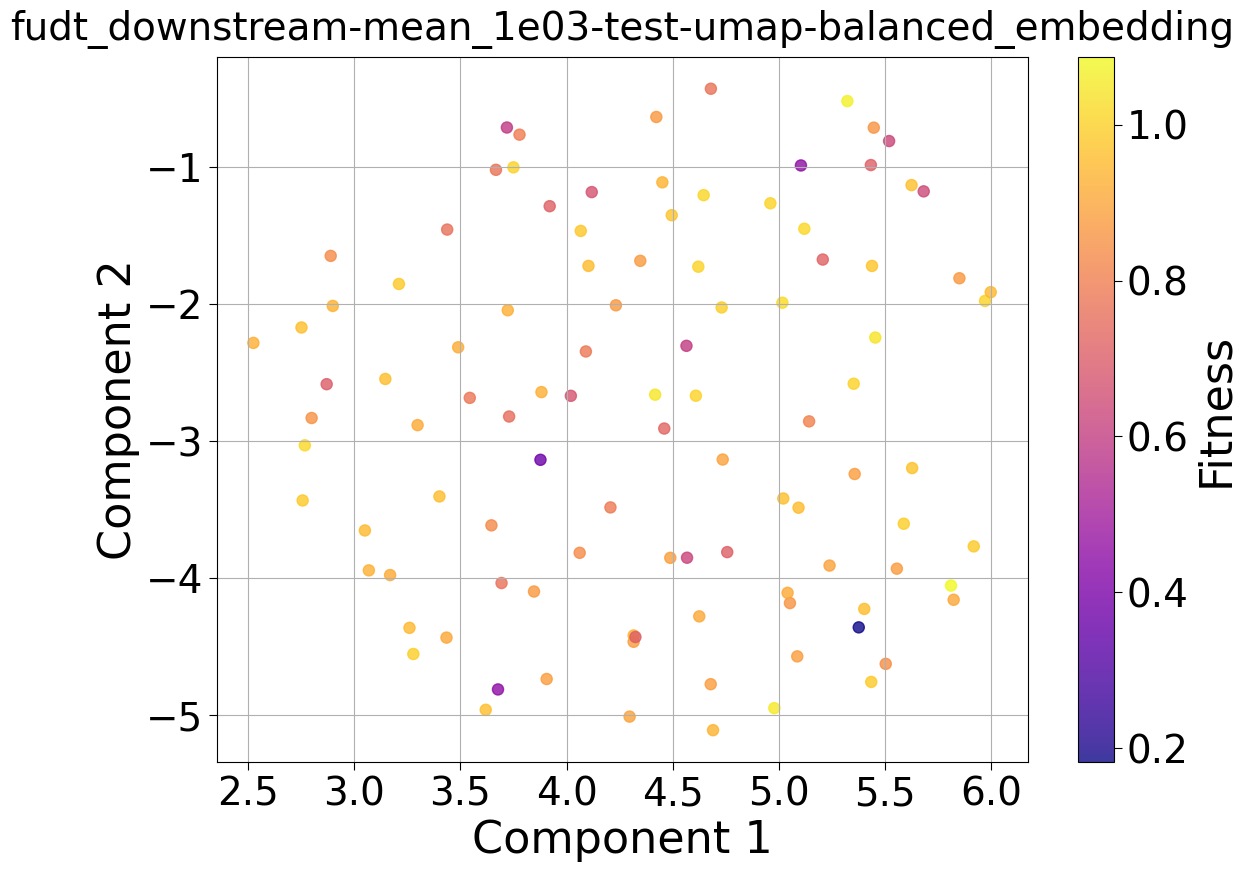 fudt_downstream-mean_1e03-test-umap-balanced_embedding
Component 2
−1
−2
−3
−4
−5
2.5 3.0 3.5 4.0 4.5 5.0 5.5 6.0
Component 1
1.0
0.8
0.6
0.4
0.2
Fitness